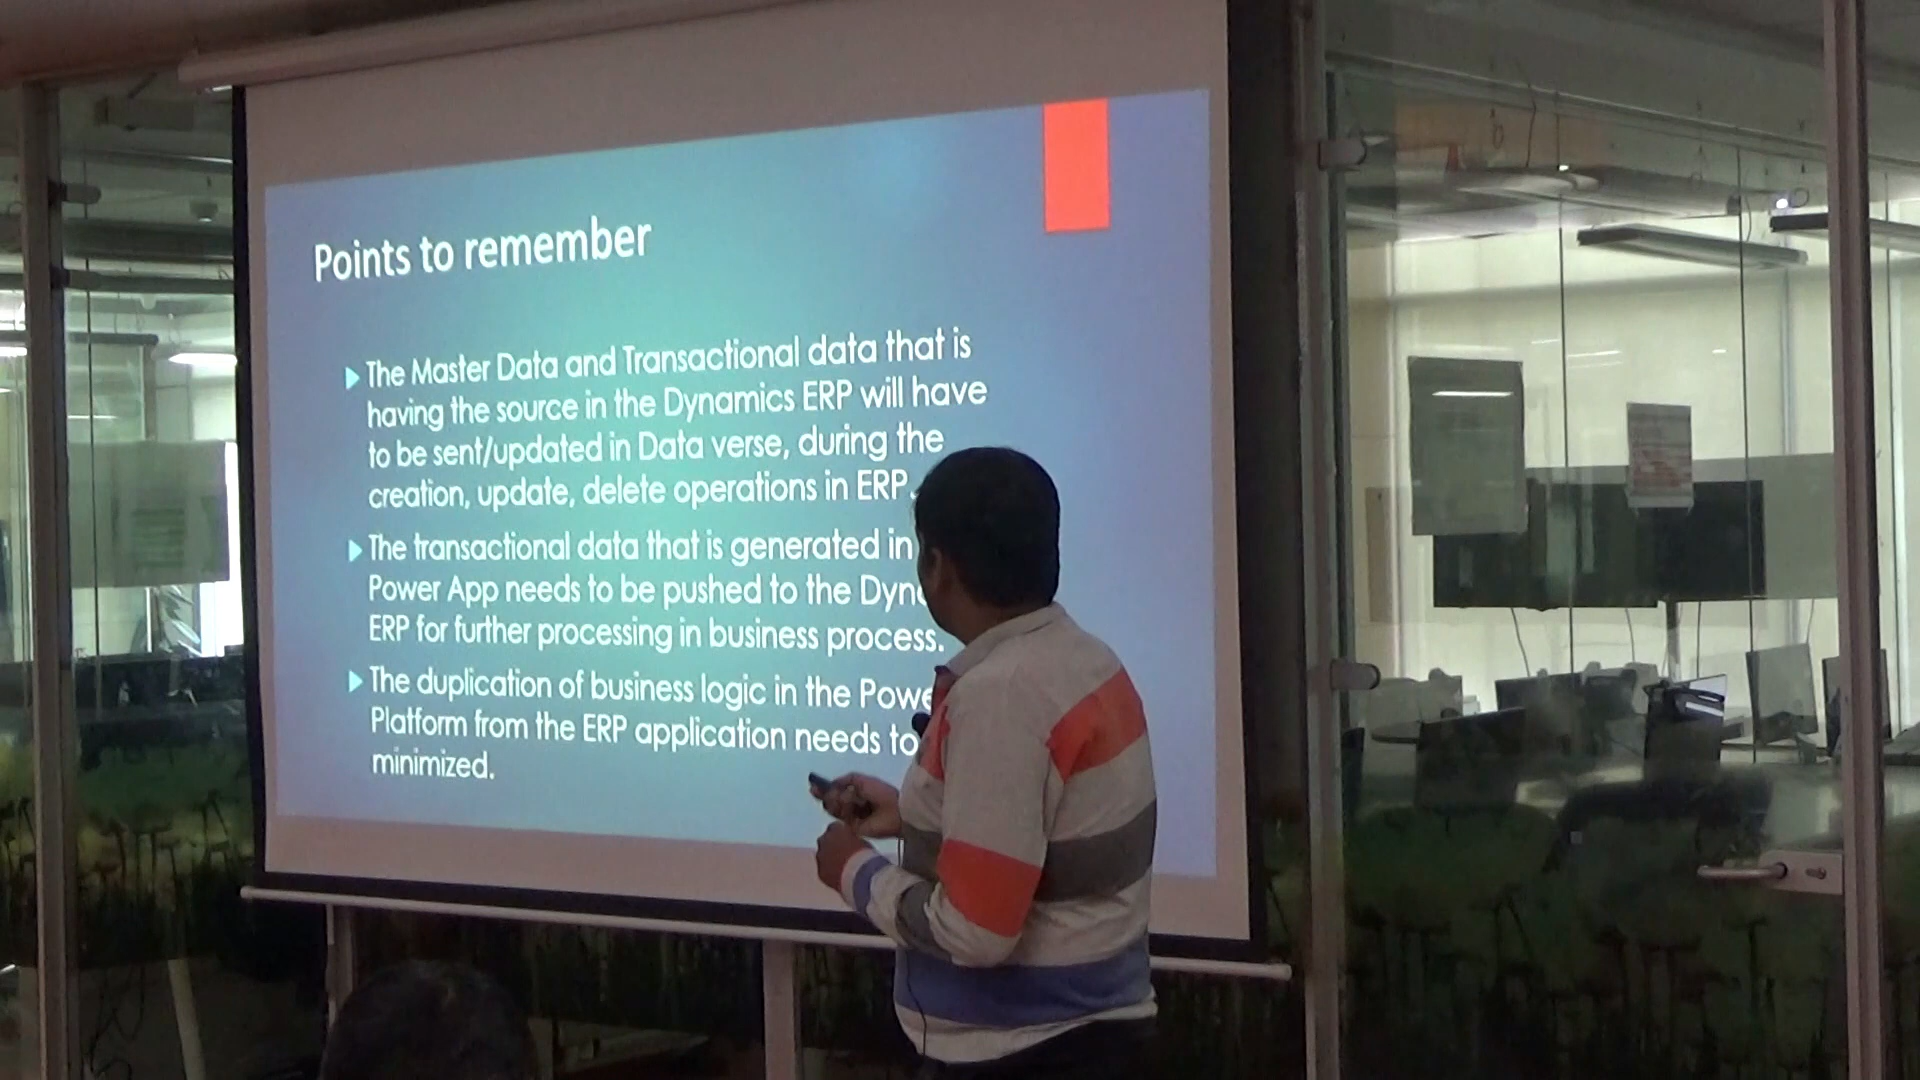 Points to remember
The Master Data and Transactional data that is
having the source in the Dynamics ERP will have
to be sent/updated in Data verse, during the
creation, update, delete operations in ERP.
The transactional data that is generated in
Power App needs to be pushed to the
ERP for further processing in business process.
The duplication of business logic in the
Platform from the ERP application needs to
minimized.